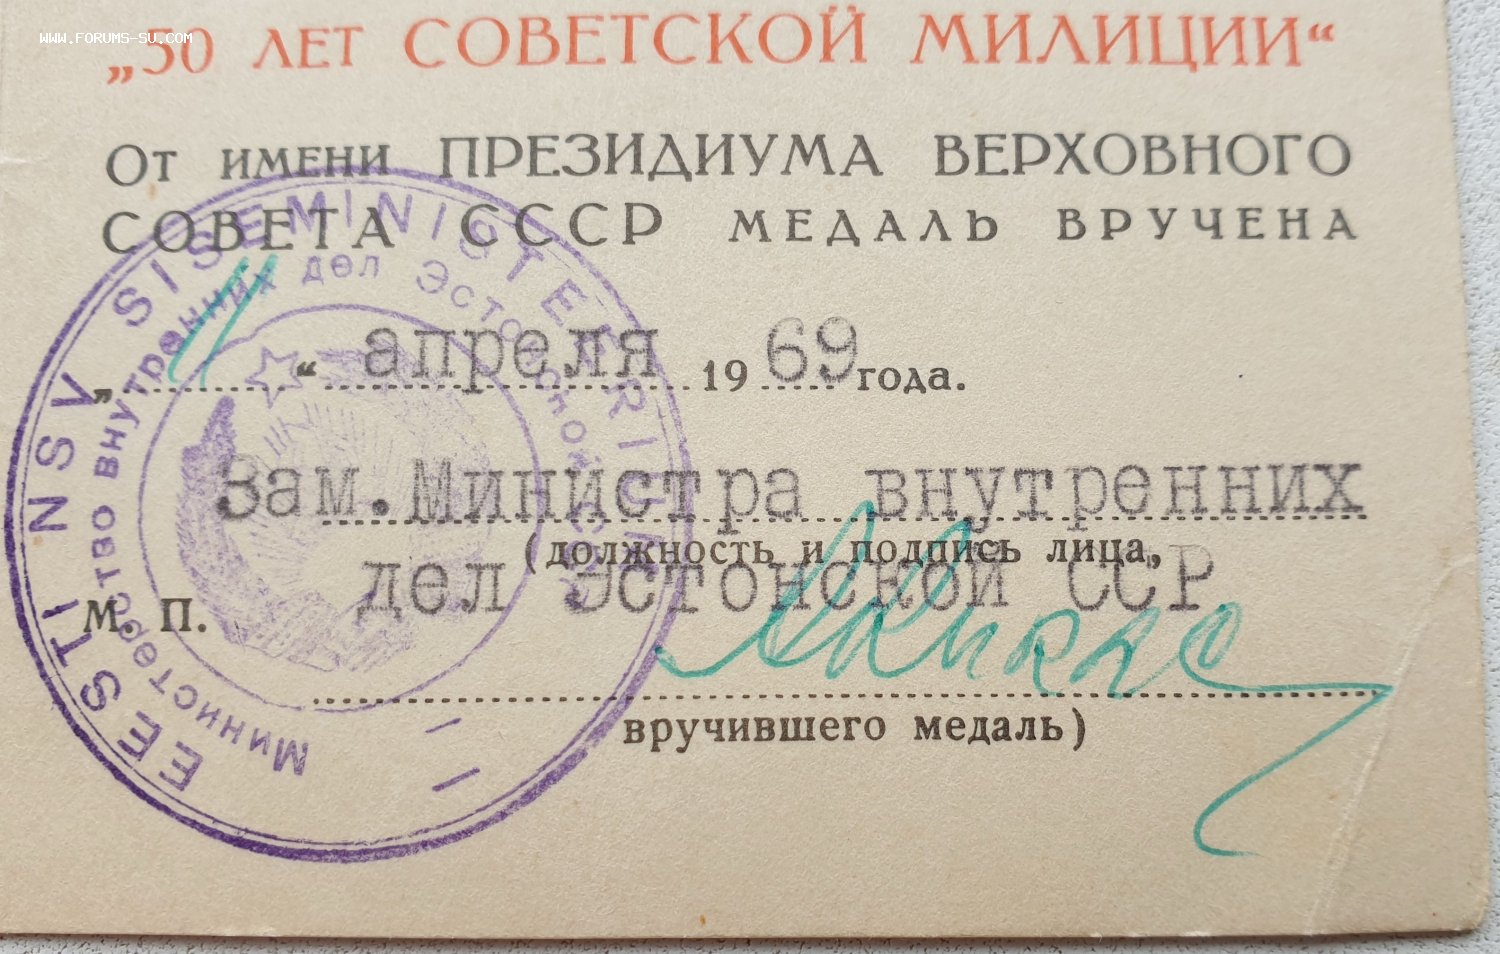 WWW.FORUMS-SU.COM
„50 ЛЕТ СОВЕТСКОЙ МИЛИЦИИ“
От имени ПРЕЗИДИУМА ВЕРХОВНОГО
СОВЕТА СССР МЕДАЛЬ ВРУЧЕНА
„11“ апреля 1969 года.
Зам. Министра внутренних
(должность и подпись лица,
дел Эстонской ССР.
М. П.
вручившего медаль)
EESTI NSV SISEMINISTEERIUM
Министерство внутренних дел Эстонской ССР